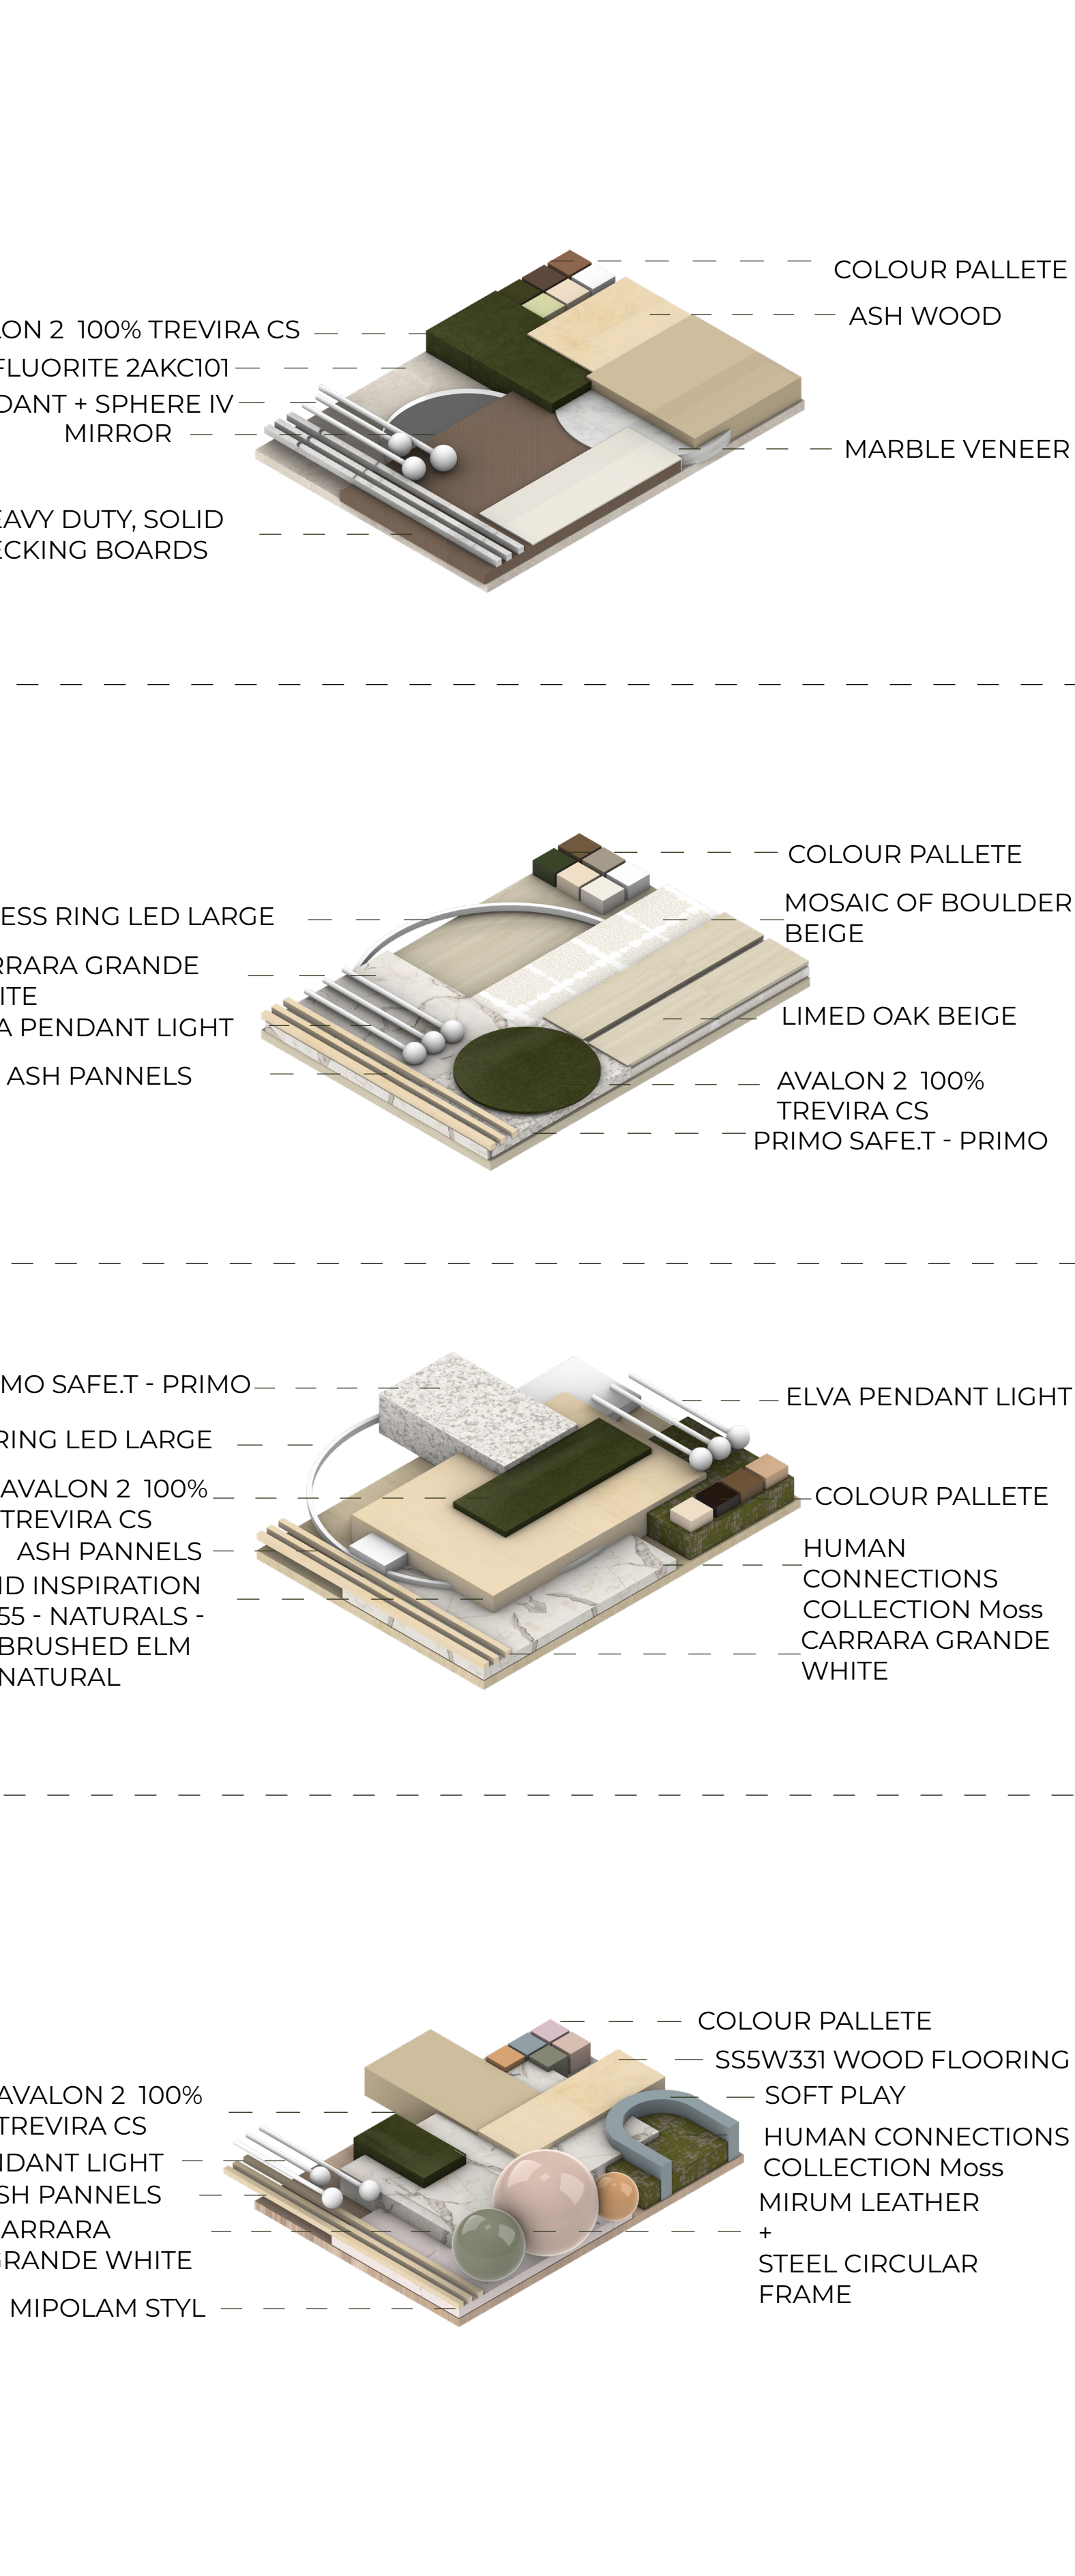 COLOUR PALLETE
ASH WOOD
ON 2 100% TREVIRA CS
FLUORITE 2AKC101
DANT + SPHERE IV
MIRROR
MARBLE VENEER
EAVY DUTY, SOLID
ECKING BOARDS
COLOUR PALLETE
MOSAIC OF BOULDER
BEIGE
ESS RING LED LARGE
RRARA GRANDE
ITE
A PENDANT LIGHT
LIMED OAK BEIGE
ASH PANNELS
AVALON 2 100%
TREVIRA CS
PRIMO SAFE.T - PRIMO
MO SAFE.T - PRIMO
ELVA PENDANT LIGHT
RING LED LARGE
AVALON 2 100%
TREVIRA CS
COLOUR PALLETE
ASH PANNELS
HUMAN
CONNECTIONS
COLLECTION Moss
ID INSPIRATION
55 - NATURALS -
BRUSHED ELM
NATURAL
CARRARA GRANDE
WHITE
COLOUR PALLETE
SS5W331 WOOD FLOORING
SOFT PLAY
AVALON 2 100%
TREVIRA CS
HUMAN CONNECTIONS
COLLECTION Moss
NDANT LIGHT
SH PANNELS
MIRUM LEATHER
+
STEEL CIRCULAR
FRAME
ARRARA
GRANDE WHITE
MIPOLAM STYL